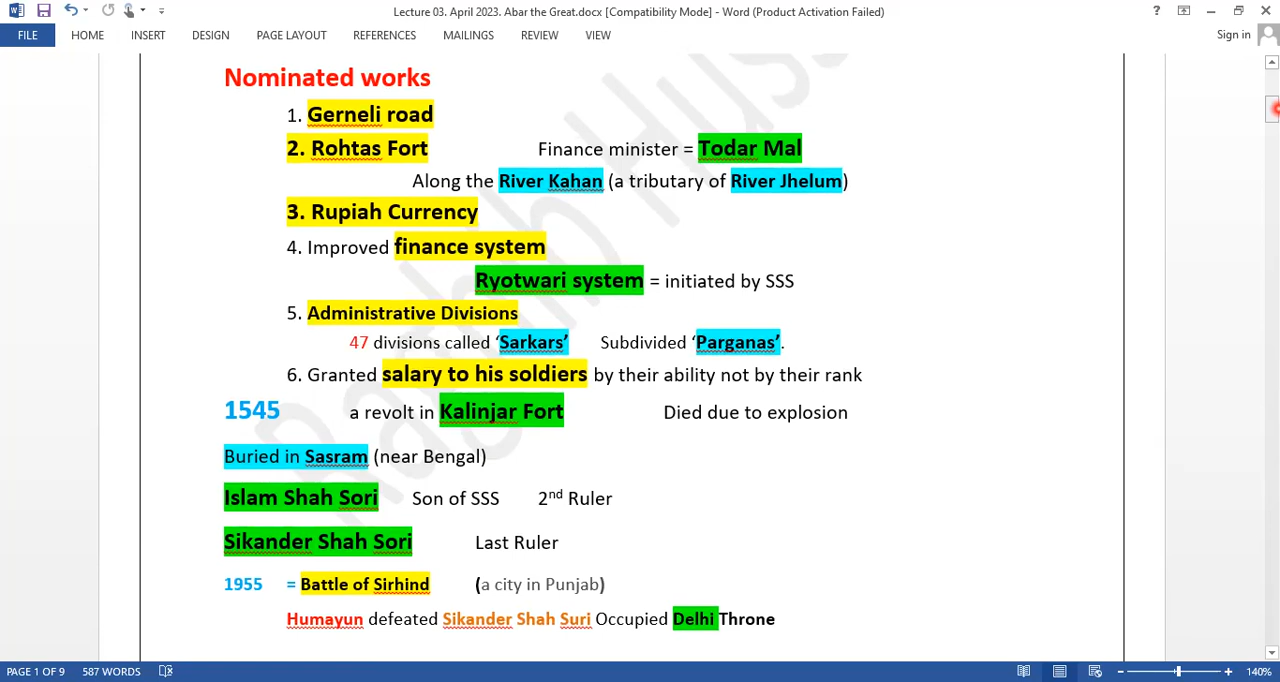 Lecture 03. April 2023. Abar the Great.docx [Compatibility Mode] - Word (Product Activation Failed)
FILE HOME INSERT DESIGN PAGE LAYOUT REFERENCES MAILINGS REVIEW VIEW Sign in
Nominated works
1. Gerneli road
2. Rohtas Fort Finance minister = Todar Mal
Along the River Kahan (a tributary of River Jhelum)
3. Rupiah Currency
4. Improved finance system
Ryotwari system = initiated by SSS
5. Administrative Divisions
47 divisions called ‘Sarkars’ Subdivided ‘Parganas’.
6. Granted salary to his soldiers by their ability not by their rank
1545 a revolt in Kalinjar Fort Died due to explosion
Buried in Sasram (near Bengal)
Islam Shah Sori Son of SSS 2nd Ruler
Sikander Shah Sori Last Ruler
1955 = Battle of Sirhind (a city in Punjab)
Humayun defeated Sikander Shah Suri Occupied Delhi Throne
PAGE 1 OF 9 587 WORDS 140%